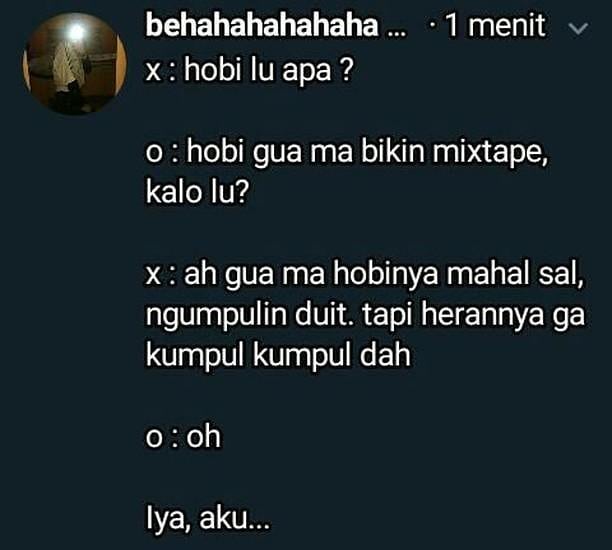 behahahahahaha ... · 1 menit
x : hobi lu apa ?
o : hobi gua ma bikin mixtape,
kalo lu?
x : ah gua ma hobinya mahal sal,
ngumpulin duit. tapi herannya ga
kumpul kumpul dah
o : oh
Iya, aku...